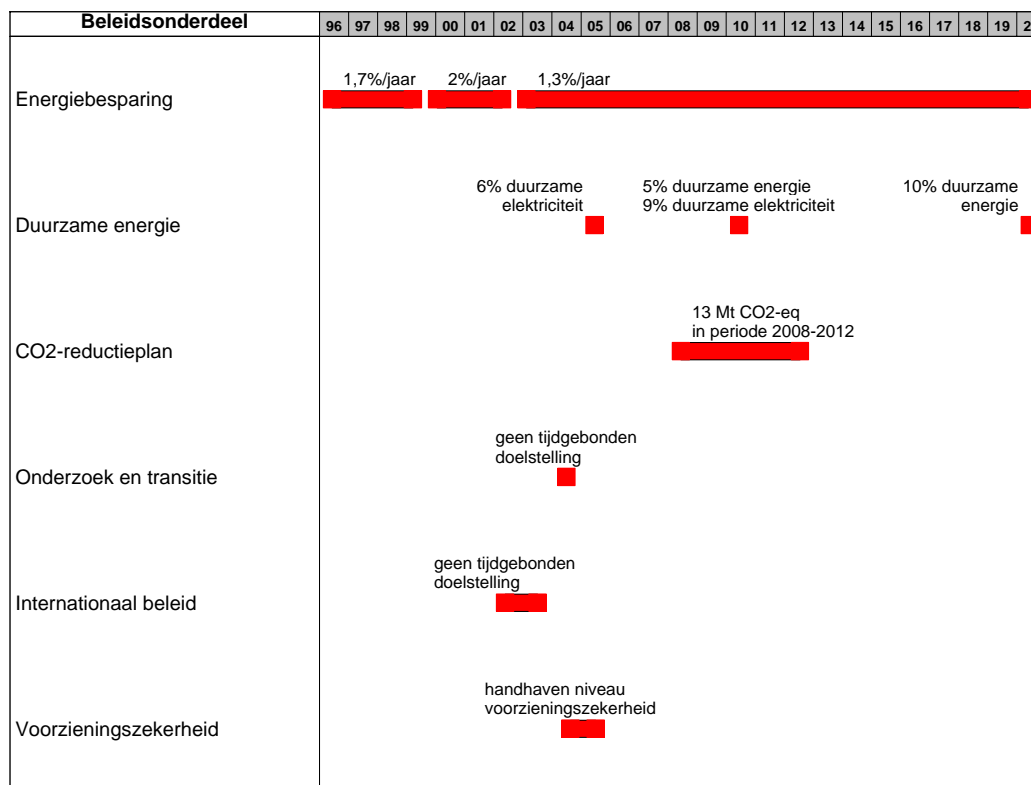 Beleidsonderdeel 96 97 98 99 00 01 02 03 04 05 06 07 08 09 10 11 12 13 14 15 16 17 18 19 2
1,7%/jaar 2%/jaar 1,3%/jaar
Energiebesparing
6% duurzame 5% duurzame energie 10% duurzame
elektriciteit 9% duurzame elektriciteit energie
Duurzame energie
13 Mt CO2-eq
in periode 2008-2012
CO2-reductieplan
geen tijdgebonden
doelstelling
Onderzoek en transitie
geen tijdgebonden
doelstelling
Internationaal beleid
handhaven niveau
voorzieningszekerheid
Voorzieningszekerheid